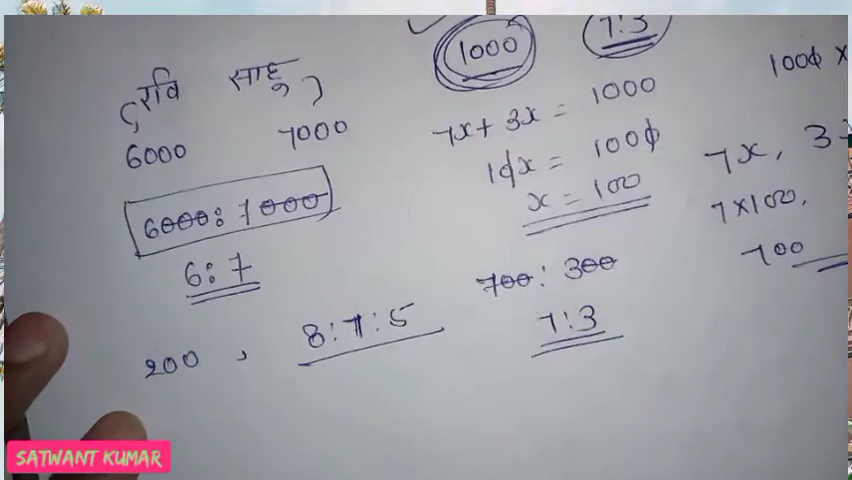 1000 7:3
(रवि साहू)
6000 7000
6000:7000
6:7
200, 8:7:5
7x+3x = 1000
10x = 1000
x = 100
700:300
7:3
1000 ×
7x, 3
7×100,
700
SATWANT KUMAR